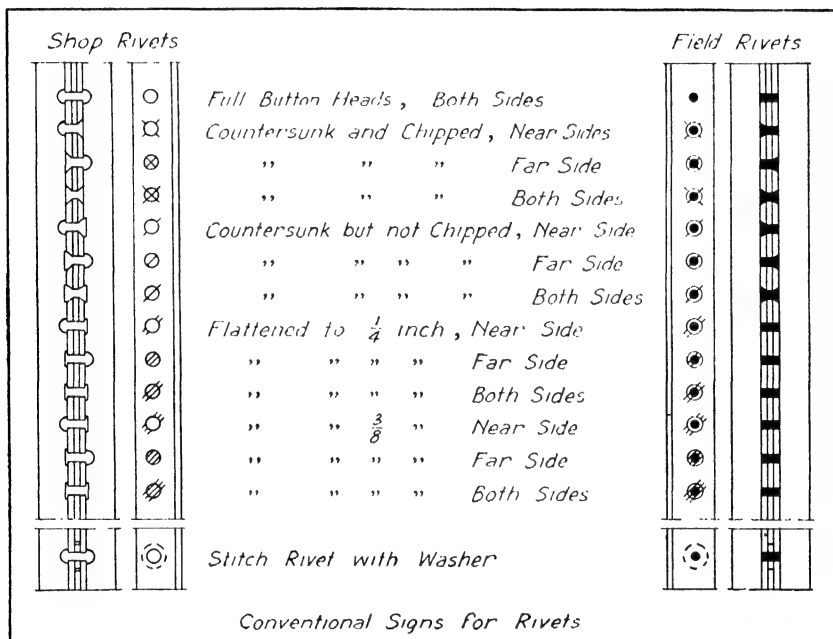 Shop Rivets Field Rivets
Full Button Heads, Both Sides
Countersunk and Chipped, Near Sides
,, ,, ,, Far Side
,, ,, ,, Both Sides
Countersunk but not Chipped, Near Side
,, ,, ,, ,, Far Side
,, ,, ,, ,, Both Sides
Flattened to 1/4 inch, Near Side
,, ,, ,, ,, Far Side
,, ,, ,, ,, Both Sides
,, ,, 3/8 ,, Near Side
,, ,, ,, ,, Far Side
,, ,, ,, ,, Both Sides
Stitch Rivet with Washer
Conventional Signs for Rivets